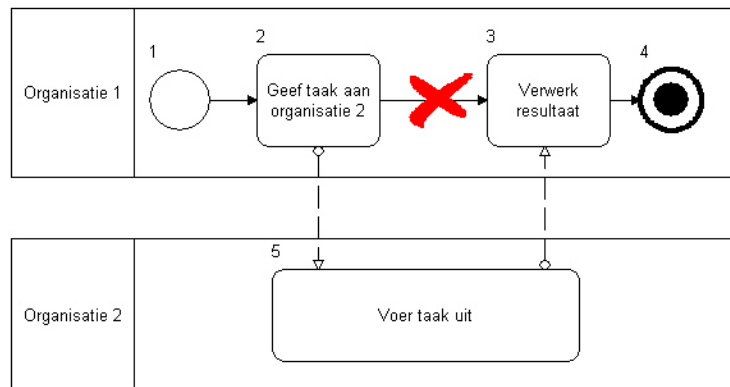 1
2
3
4
Organisatie 1
Geef taak aan
organisatie 2
Verwerk
resultaat
5
Organisatie 2
Voer taak uit